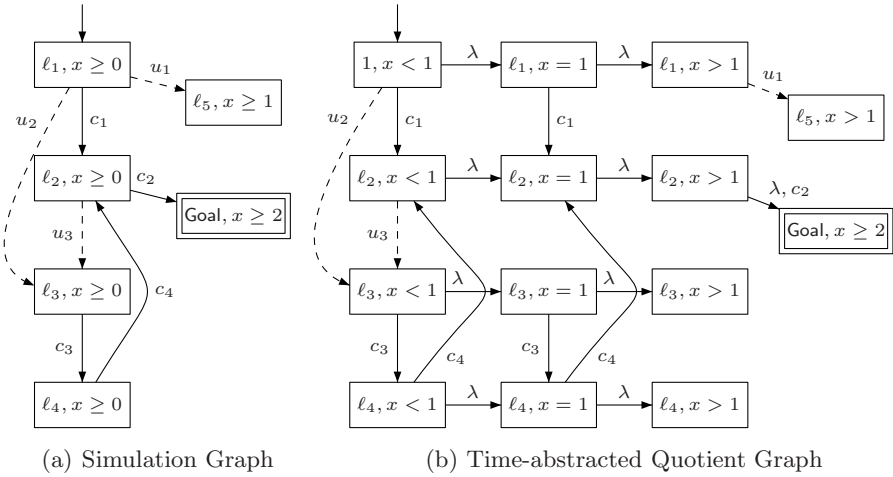 ℓ₁, x ≥ 0
u₁
ℓ₅, x ≥ 1
u₂
c₁
ℓ₂, x ≥ 0
c₂
Goal, x ≥ 2
u₃
ℓ₃, x ≥ 0
c₄
c₃
ℓ₄, x ≥ 0
(a) Simulation Graph
1, x < 1
λ
ℓ₁, x = 1
λ
ℓ₁, x > 1
u₁
ℓ₅, x > 1
u₂
c₁
c₁
ℓ₂, x < 1
λ
ℓ₂, x = 1
λ
ℓ₂, x > 1
λ, c₂
Goal, x ≥ 2
u₃
ℓ₃, x < 1
λ
ℓ₃, x = 1
λ
ℓ₃, x > 1
c₃
c₄
c₃
c₄
ℓ₄, x < 1
λ
ℓ₄, x = 1
λ
ℓ₄, x > 1
(b) Time-abstracted Quotient Graph